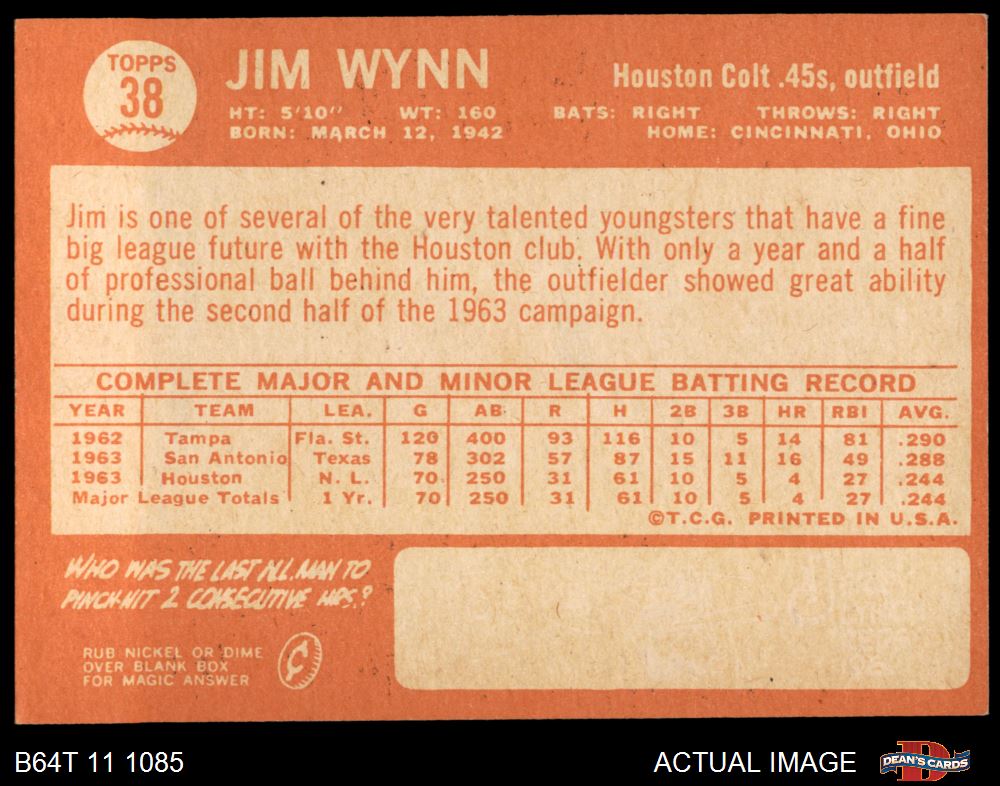 TOPPS
38
JIM WYNN
Houston Colt .45s, outfield
HT: 5'10" WT: 160 BATS: RIGHT THROWS: RIGHT
BORN: MARCH 12, 1942 HOME: CINCINNATI, OHIO
Jim is one of several of the very talented youngsters that have a fine
big league future with the Houston club. With only a year and a half
of professional ball behind him, the outfielder showed great ability
during the second half of the 1963 campaign.
COMPLETE MAJOR AND MINOR LEAGUE BATTING RECORD
YEAR TEAM LEA. G AB R H 2B 3B HR RBI AVG.
1962 Tampa Fla. St. 120 400 93 116 10 5 14 81 .290
1963 San Antonio Texas 78 302 57 87 15 11 16 49 .288
1963 Houston N. L. 70 250 31 61 10 5 4 27 .244
Major League Totals 1 Yr. 70 250 31 61 10 5 4 27 .244
©T.C.G. PRINTED IN U.S.A.
WHO WAS THE LAST N.L. MAN TO
PINCH-HIT 2 CONSECUTIVE HRS.?
RUB NICKEL OR DIME
OVER BLANK BOX
FOR MAGIC ANSWER
B64T 11 1085
ACTUAL IMAGE
DEAN'S CARDS